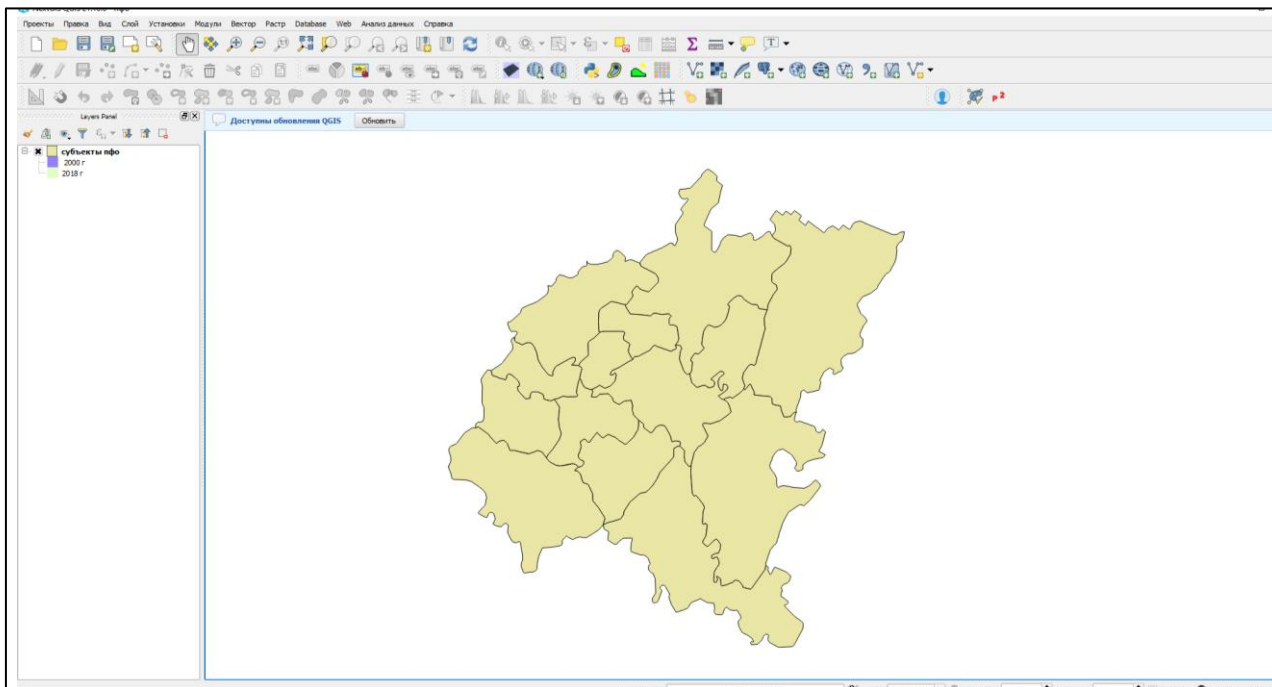 Проекты Правка Вид Слой Установки Модули Вектор Растр Database Web Анализ данных Справка
Layers Panel
Доступны обновления QGIS Обновить
субъекты пфо
2000 г
2018 г